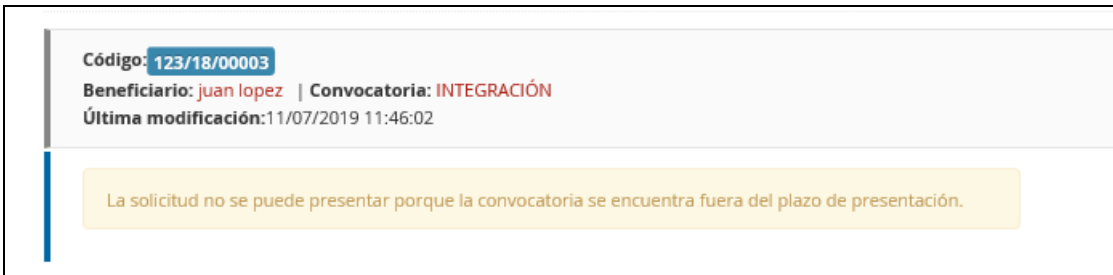 Código: 123/18/00003
Beneficiario: juan lopez | Convocatoria: INTEGRACIÓN
Última modificación:11/07/2019 11:46:02
La solicitud no se puede presentar porque la convocatoria se encuentra fuera del plazo de presentación.